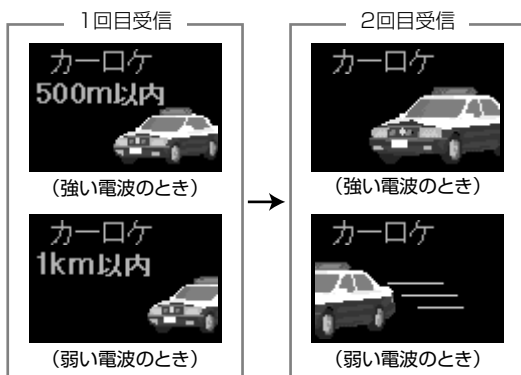 1回目受信
カーロケ
500m以内
(強い電波のとき)
カーロケ
1km以内
(弱い電波のとき)
2回目受信
カーロケ
(強い電波のとき)
カーロケ
(弱い電波のとき)